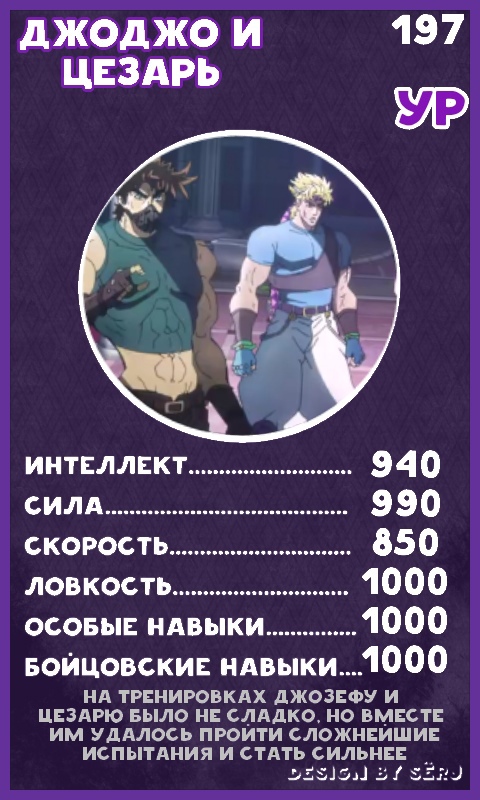 ДЖОДЖО И
ЦЕЗАРЬ
197
УР
ИНТЕЛЛЕКТ........................... 940
СИЛА........................................ 990
СКОРОСТЬ.............................. 850
ЛОВКОСТЬ............................. 1000
ОСОБЫЕ НАВЫКИ............... 1000
БОЙЦОВСКИЕ НАВЫКИ.... 1000
НА ТРЕНИРОВКАХ ДЖОЗЕФУ И
ЦЕЗАРЮ БЫЛО НЕ СЛАДКО, НО ВМЕСТЕ
ИМ УДАЛОСЬ ПРОЙТИ СЛОЖНЕЙШИЕ
ИСПЫТАНИЯ И СТАТЬ СИЛЬНЕЕ
DESIGN BY SЁRJ